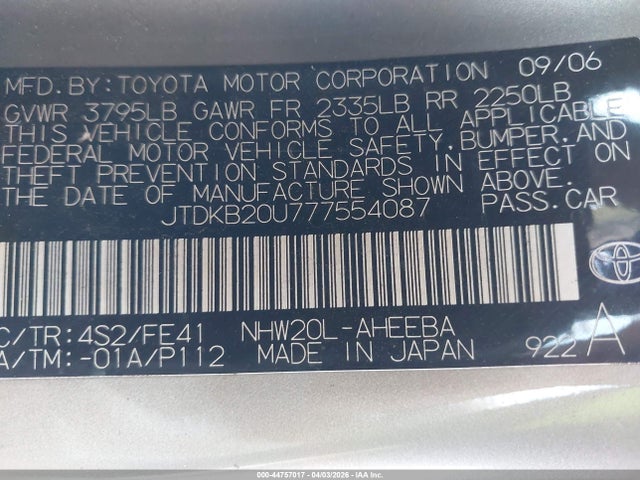 MFD.BY:TOYOTA MOTOR CORPORATION 09/06
GVWR 3795LB GAWR FR 2335LB RR 2250LB
THIS VEHICLE CONFORMS TO ALL APPLICABLE
FEDERAL MOTOR VEHICLE SAFETY,BUMPER,AND
THEFT PREVENTION STANDARDS IN EFFECT ON
THE DATE OF MANUFACTURE SHOWN ABOVE.
JTDKB20U777554087 PASS.CAR
C/TR:4S2/FE41 NHW20L-AHEEBA
A/TM:-01A/P112 MADE IN JAPAN 922 A
000-44757017 04/03/2026 IAA Inc.